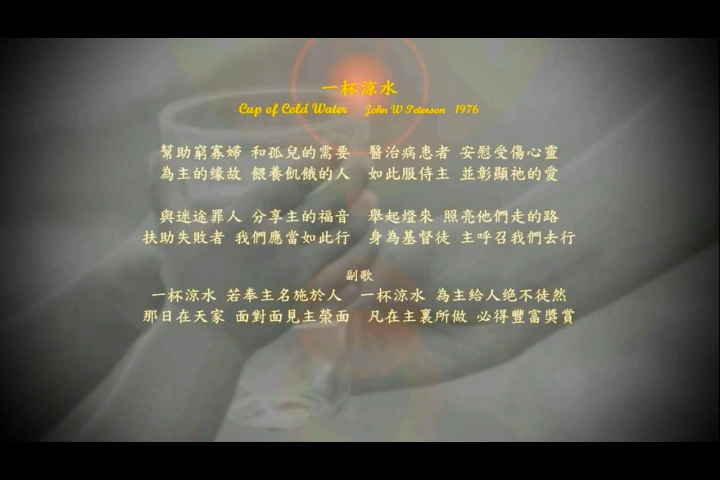 一杯涼水
Cup of Cold Water John W Peterson 1976
幫助窮寡婦 和孤兒的需要 醫治病患者 安慰受傷心靈
為主的缘故 餵養飢餓的人 如此服侍主 並彰顯祂的愛
與迷途罪人 分享主的福音 舉起燈來 照亮他們走的路
扶助失敗者 我們應當如此行 身為基督徒 主呼召我們去行
副歌
一杯涼水 若奉主名施於人 一杯涼水 為主給人绝不徒然
那日在天家 面對面見主榮面 凡在主裏所做 必得豐富獎賞